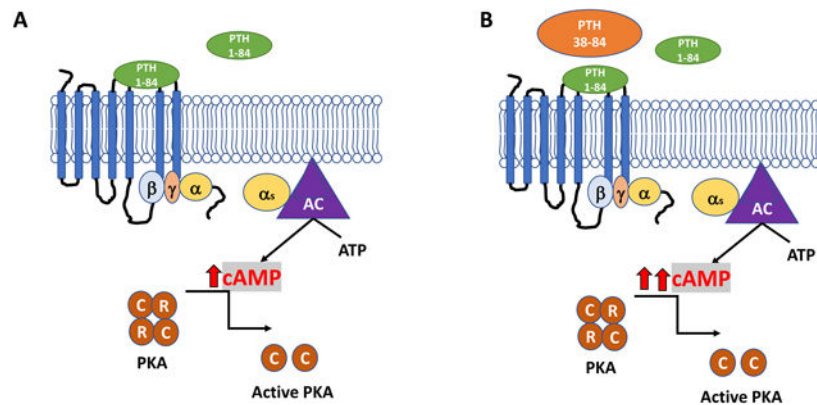 A
PTH
1-84
PTH
1-84
β γ α
αs
AC
ATP
cAMP
C R
R C
PKA
C C
Active PKA
B
PTH
38-84
PTH
1-84
PTH
1-84
β γ α
αs
AC
ATP
cAMP
C R
R C
PKA
C C
Active PKA